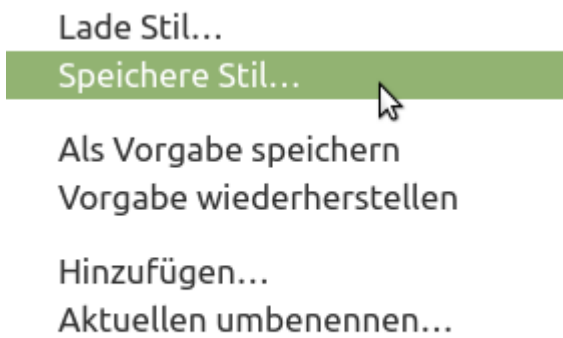 Lade Stil…
Speichere Stil…
Als Vorgabe speichern
Vorgabe wiederherstellen
Hinzufügen…
Aktuellen umbenennen…